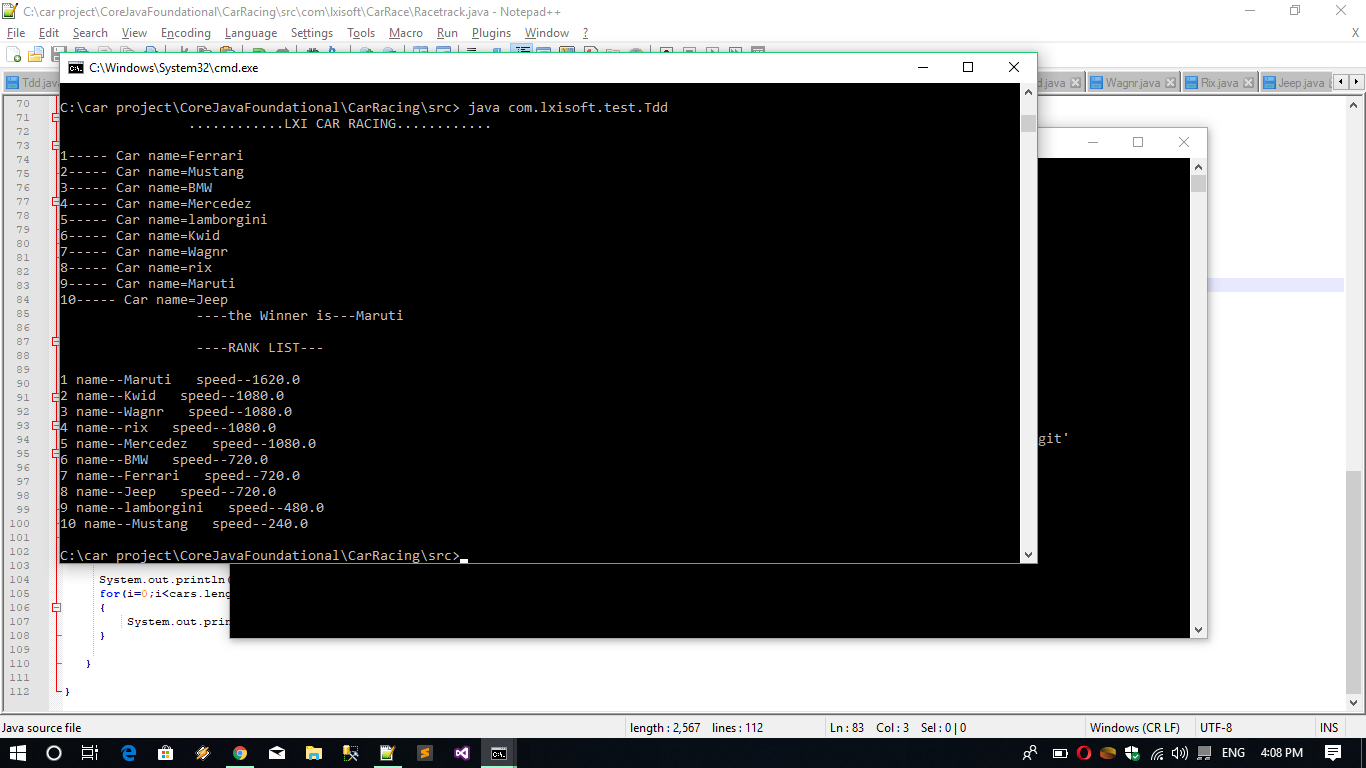 C:\car project\CoreJavaFoundational\CarRacing\src\com\lxisoft\CarRace\Racetrack.java - Notepad++
File Edit Search View Encoding Language Settings Tools Macro Run Plugins Window ? X
C:\Windows\System32\cmd.exe
Tdd.java
d.java Wagnr.java Rix.java Jeep.java
C:\car project\CoreJavaFoundational\CarRacing\src> java com.lxisoft.test.Tdd
............LXI CAR RACING............
1----- Car name=Ferrari
2----- Car name=Mustang
3----- Car name=BMW
4----- Car name=Mercedez
5----- Car name=lamborgini
6----- Car name=Kwid
7----- Car name=Wagnr
8----- Car name=rix
9----- Car name=Maruti
10----- Car name=Jeep
----the Winner is---Maruti
----RANK LIST---
1 name--Maruti speed--1620.0
2 name--Kwid speed--1080.0
3 name--Wagnr speed--1080.0
4 name--rix speed--1080.0
5 name--Mercedez speed--1080.0
6 name--BMW speed--720.0
7 name--Ferrari speed--720.0
8 name--Jeep speed--720.0
9 name--lamborgini speed--480.0
10 name--Mustang speed--240.0
C:\car project\CoreJavaFoundational\CarRacing\src>
git'
70
71
72
73
74
75
76
77
78
79
80
81
82
83
84
85
86
87
88
89
90
91
92
93
94
95
96
97
98
99
100
101
102
103
104 System.out.println(
105 for(i=0;i<cars.leng
106 {
107 System.out.prin
108 }
109
110 }
111
112 }
Java source file length : 2,567 lines : 112 Ln : 83 Col : 3 Sel : 0 | 0 Windows (CR LF) UTF-8 INS
ENG 4:08 PM